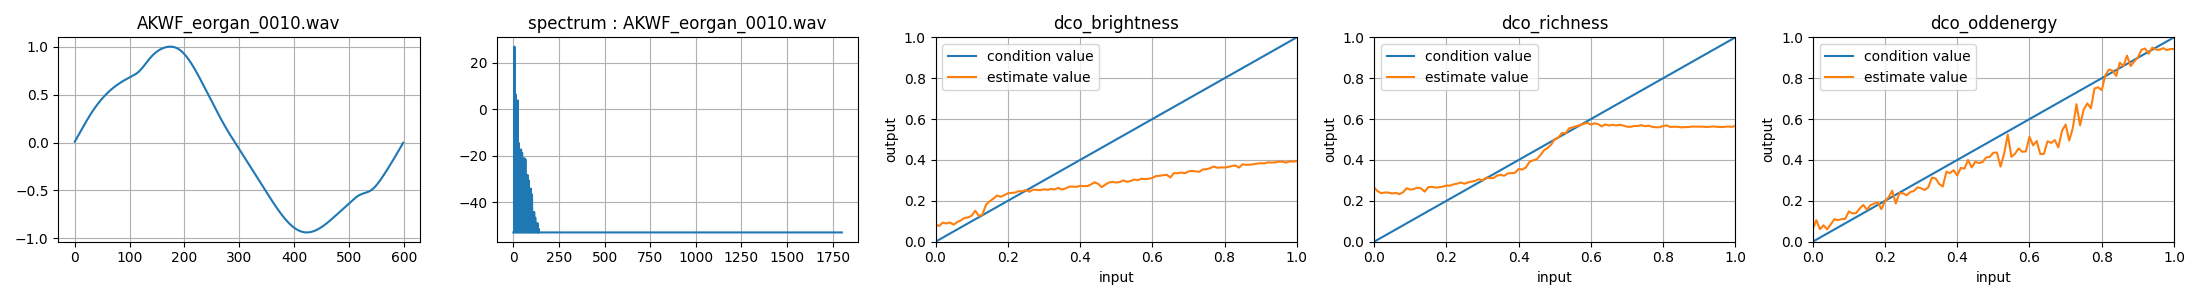 AKWF_eorgan_0010.wav
1.0
0.5
0.0
−0.5
−1.0
0 100 200 300 400 500 600
spectrum : AKWF_eorgan_0010.wav
20
0
−20
−40
0 250 500 750 1000 1250 1500 1750
dco_brightness
condition value
estimate value
output
1.0
0.8
0.6
0.4
0.2
0.0
0.0 0.2 0.4 0.6 0.8 1.0
input
dco_richness
condition value
estimate value
output
1.0
0.8
0.6
0.4
0.2
0.0
0.0 0.2 0.4 0.6 0.8 1.0
input
dco_oddenergy
condition value
estimate value
output
1.0
0.8
0.6
0.4
0.2
0.0
0.0 0.2 0.4 0.6 0.8 1.0
input